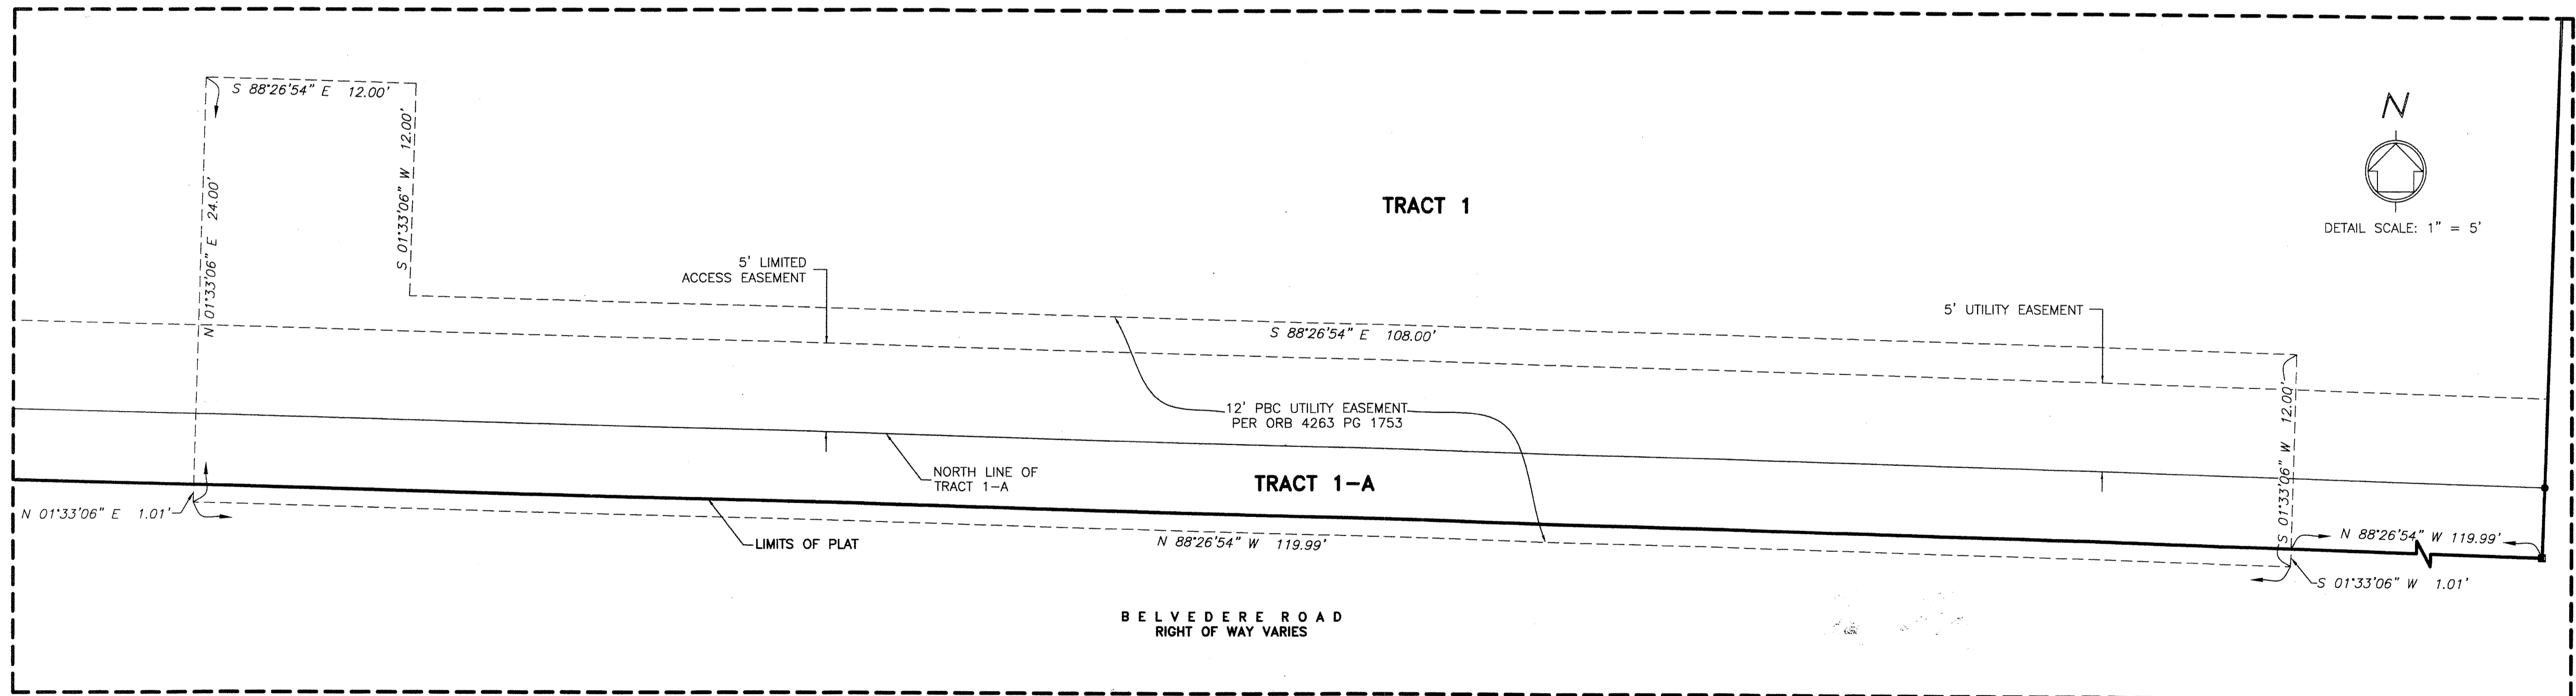 S 88°26'54" E 12.00'
S 01°33'06" W 12.00'
N 01°33'06" E 24.00'
N
DETAIL SCALE: 1" = 5'
TRACT 1
5' LIMITED
ACCESS EASEMENT
5' UTILITY EASEMENT
S 88°26'54" E 108.00'
12' PBC UTILITY EASEMENT
PER ORB 4263 PG 1753
S 01°33'06" W 12.00'
NORTH LINE OF
TRACT 1-A
TRACT 1-A
N 01°33'06" E 1.01'
LIMITS OF PLAT
N 88°26'54" W 119.99'
N 88°26'54" W 119.99'
S 01°33'06" W 1.01'
BELVEDERE ROAD
RIGHT OF WAY VARIES